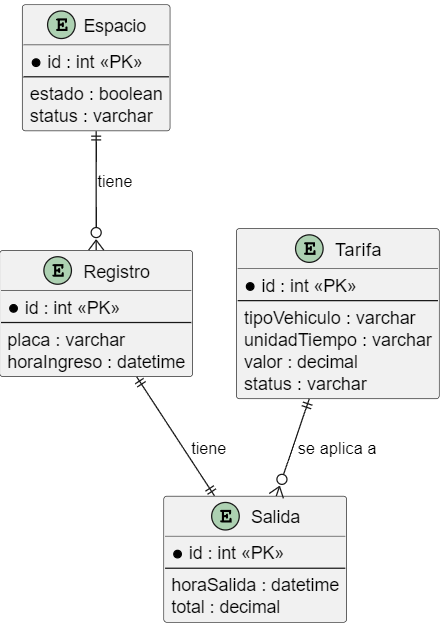 E Espacio
id : int «PK»
estado : boolean
status : varchar
tiene
E Registro
id : int «PK»
placa : varchar
horaIngreso : datetime
E Tarifa
id : int «PK»
tipoVehiculo : varchar
unidadTiempo : varchar
valor : decimal
status : varchar
tiene
se aplica a
E Salida
id : int «PK»
horaSalida : datetime
total : decimal